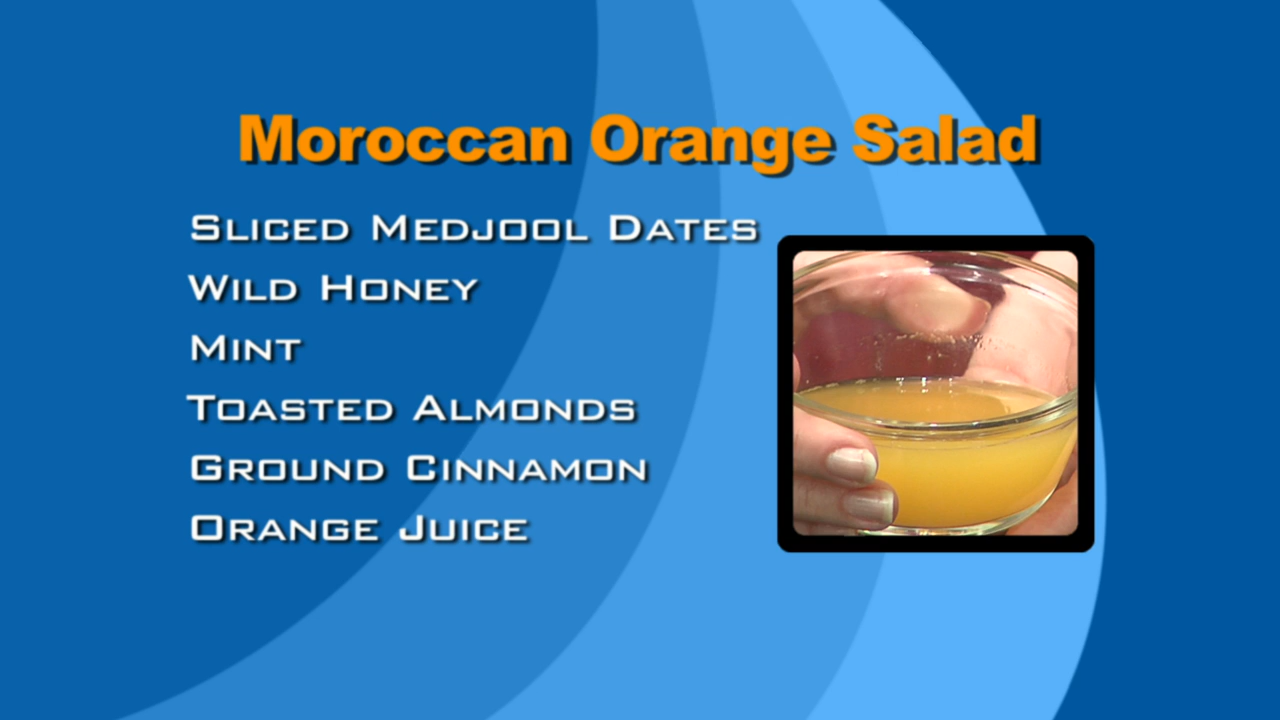 Moroccan Orange Salad
Sliced Medjool Dates
Wild Honey
Mint
Toasted Almonds
Ground Cinnamon
Orange Juice